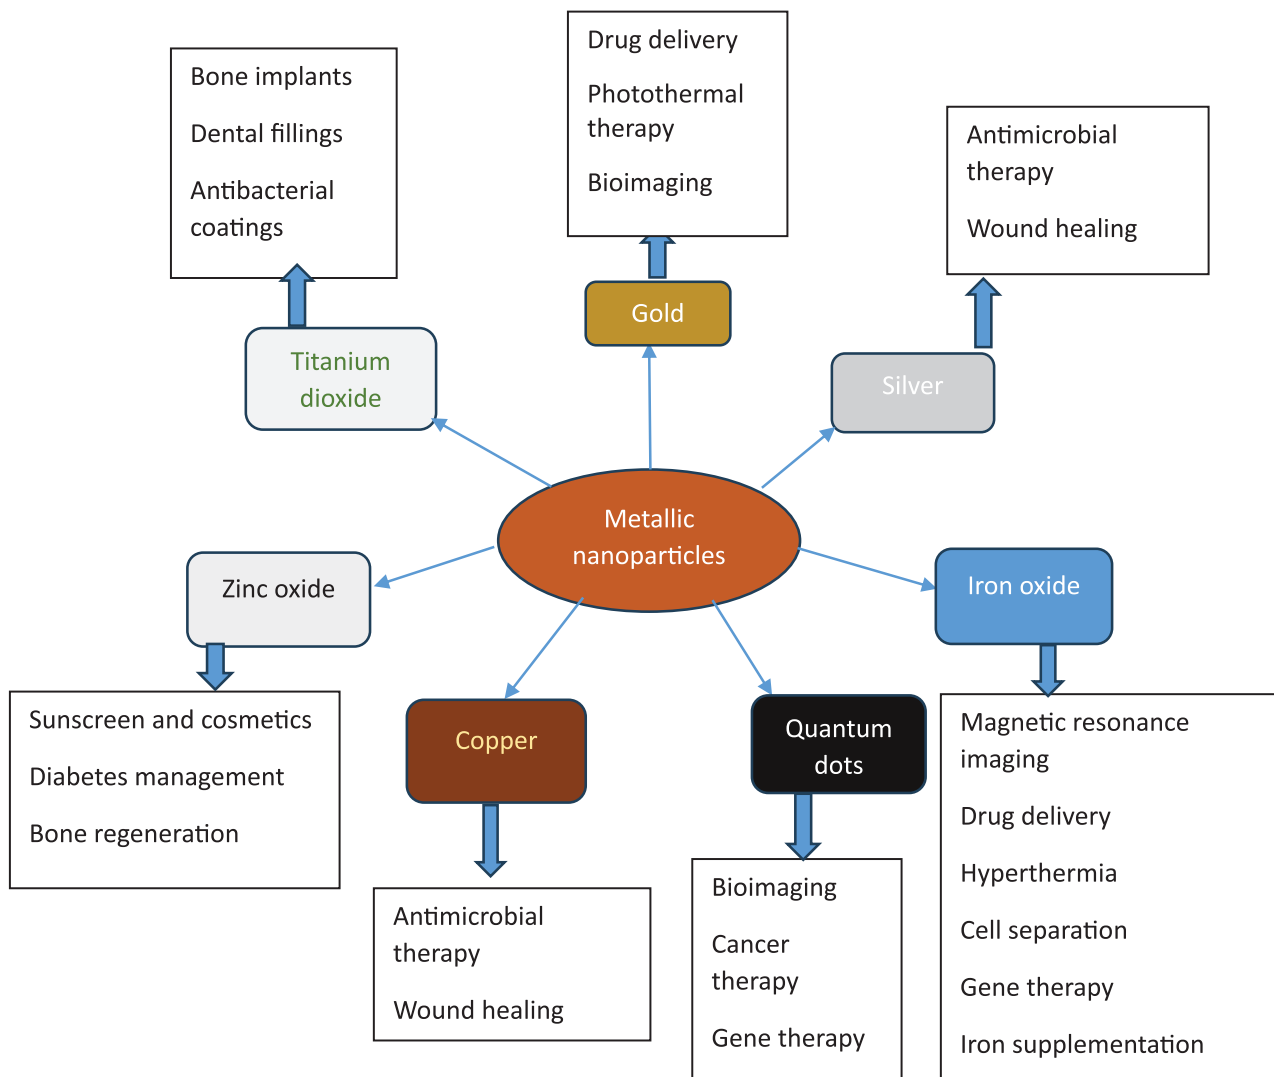 Drug delivery
Photothermal
therapy
Bioimaging
Bone implants
Dental fillings
Antibacterial
coatings
Antimicrobial
therapy
Wound healing
Gold
Titanium
dioxide
Silver
Metallic
nanoparticles
Zinc oxide
Iron oxide
Sunscreen and cosmetics
Diabetes management
Bone regeneration
Copper
Antimicrobial
therapy
Wound healing
Quantum
dots
Bioimaging
Cancer
therapy
Gene therapy
Magnetic resonance
imaging
Drug delivery
Hyperthermia
Cell separation
Gene therapy
Iron supplementation